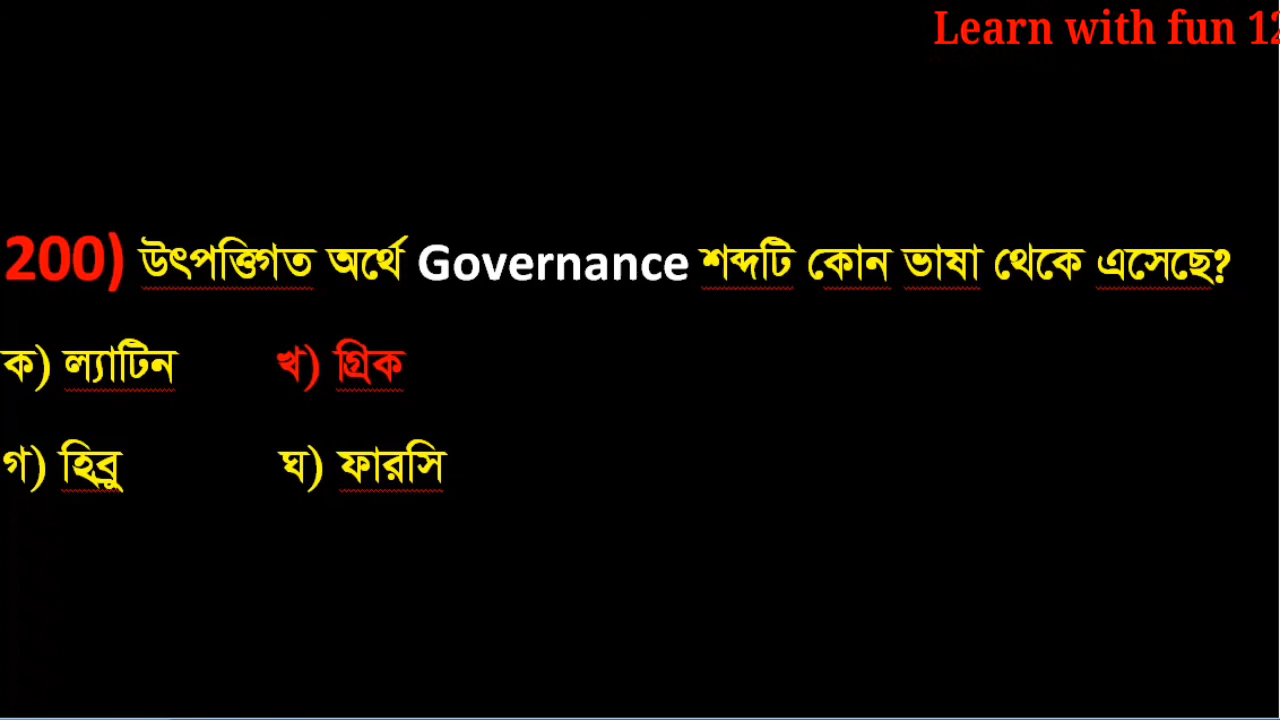 Learn with fun 12
200) উৎপত্তিগত অর্থে Governance শব্দটি কোন ভাষা থেকে এসেছে?
ক) ল্যাটিন খ) গ্রিক
গ) হিব্রু ঘ) ফারসি